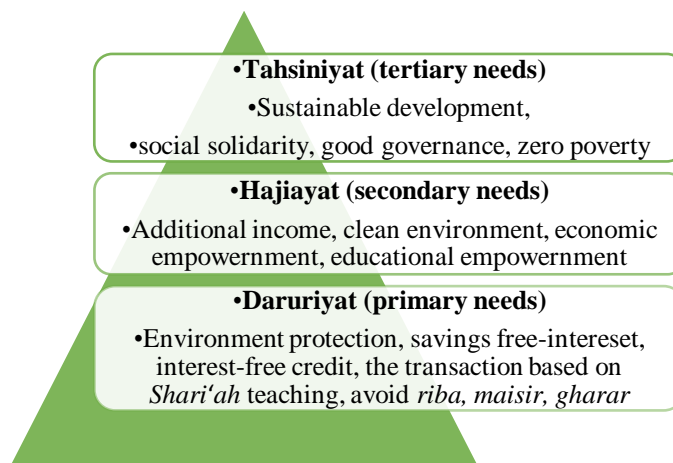 •Tahsiniyat (tertiary needs)
•Sustainable development,
•social solidarity, good governance, zero poverty
•Hajiayat (secondary needs)
•Additional income, clean environment, economic
empowernment, educational empowernment
•Daruriyat (primary needs)
•Environment protection, savings free-intereset,
interest-free credit, the transaction based on
Shari‘ah teaching, avoid riba, maisir, gharar